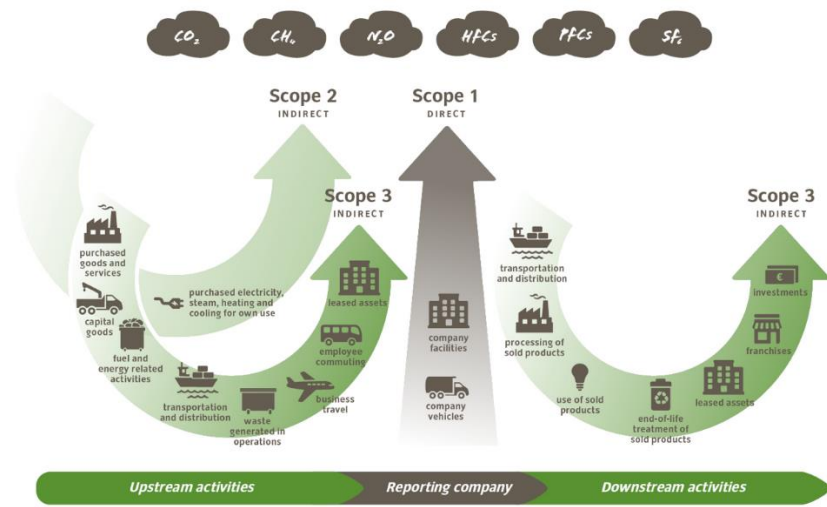 CO₂
CH₄
N₂O
HFCs
PFCs
SF₆
Scope 2
INDIRECT
Scope 1
DIRECT
Scope 3
INDIRECT
Scope 3
INDIRECT
purchased
goods and
services
capital
goods
fuel and
energy related
activities
transportation
and distribution
waste
generated in
operations
business
travel
employee
commuting
leased assets
purchased electricity,
steam, heating and
cooling for own use
company
facilities
company
vehicles
transportation
and distribution
processing of
sold products
use of sold
products
end-of-life
treatment of
sold products
leased assets
franchises
€
investments
Upstream activities
Reporting company
Downstream activities